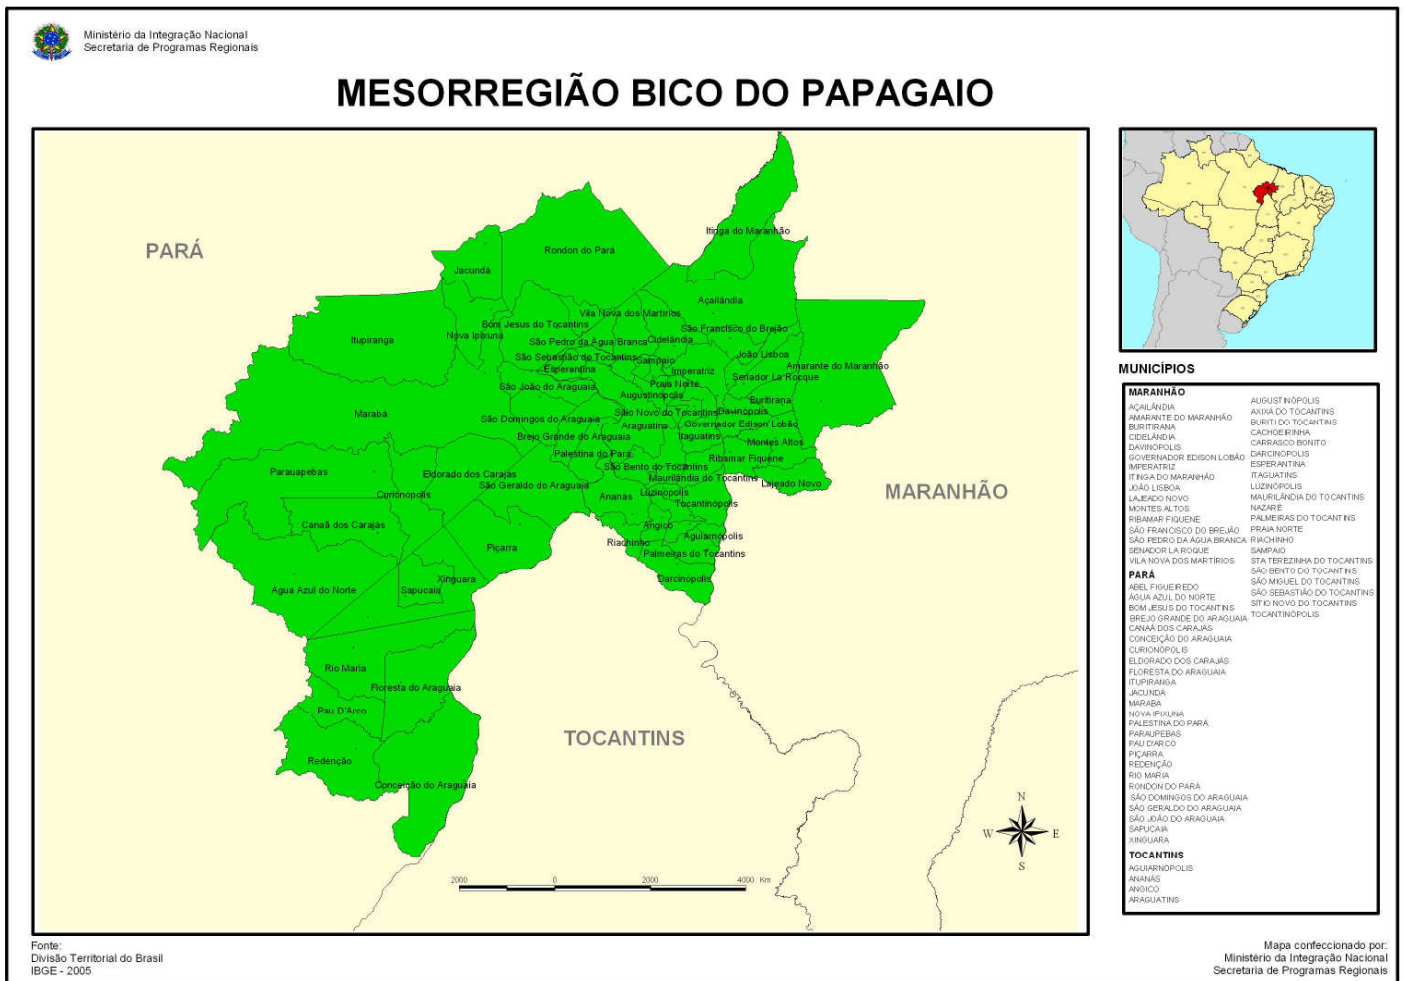 Ministério da Integração Nacional
Secretaria de Programas Regionais
MESORREGIÃO BICO DO PAPAGAIO
PARÁ
MARANHÃO
TOCANTINS
Itinga do Maranhão
Rondon do Pará
Jacundá
Açailândia
Vila Nova dos Martírios
Bom Jesus do Tocantins
São Francisco do Brejão
Nova Ipixuna
Itupiranga
São Pedro da Água Branca
Cidelândia
João Lisboa
São Sebastião do Tocantins
Sampaio
Amarante do Maranhão
Esperantina
Imperatriz
Senador La Rocque
São João do Araguaia
Praia Norte
Augustinópolis
Buritirana
Marabá
Sítio Novo do Tocantins
Davinópolis
São Domingos do Araguaia
Araguatins
Governador Edison Lobão
Brejo Grande do Araguaia
Itaguatins
Montes Altos
Palestina do Pará
Ribamar Fiquene
São Bento do Tocantins
Parauapebas
Eldorado dos Carajás
Maurilândia do Tocantins
São Geraldo do Araguaia
Lajeado Novo
Curionópolis
Ananás
Luzinópolis
Tocantinópolis
Canaã dos Carajás
Angico
Aguiarnópolis
Riachinho
Piçarra
Palmeiras do Tocantins
Xinguara
Darcinópolis
Água Azul do Norte
Sapucaia
Rio Maria
Floresta do Araguaia
Pau D'Arco
Redenção
Conceição do Araguaia
N
W
E
S
2000
0
2000
4000
Km
MUNICÍPIOS
MARANHÃO
AÇAILÂNDIA
AMARANTE DO MARANHÃO
BURITIRANA
CIDELÂNDIA
DAVINÓPOLIS
GOVERNADOR EDISON LOBÃO
IMPERATRIZ
ITINGA DO MARANHÃO
JOÃO LISBOA
LAJEADO NOVO
MONTES ALTOS
RIBAMAR FIQUENE
SÃO FRANCISCO DO BREJÃO
SÃO PEDRO DA ÁGUA BRANCA
SENADOR LA ROQUE
VILA NOVA DOS MARTÍRIOS
PARÁ
ABEL FIGUEIREDO
ÁGUA AZUL DO NORTE
BOM JESUS DO TOCANTINS
BREJO GRANDE DO ARAGUAIA
CANAÃ DOS CARAJÁS
CONCEIÇÃO DO ARAGUAIA
CURIONÓPOLIS
ELDORADO DOS CARAJÁS
FLORESTA DO ARAGUAIA
ITUPIRANGA
JACUNDÁ
MARABA
NOVA IPIXUNA
PALESTINA DO PARÁ
PARAUPEBAS
PAU D'ARCO
PIÇARRA
REDENÇÃO
RIO MARIA
RONDON DO PARÁ
SÃO DOMINGOS DO ARAGUAIA
SÃO GERALDO DO ARAGUAIA
SÃO JOÃO DO ARAGUAIA
SAPUCAIA
XINGUARA
TOCANTINS
AGUIARNÓPOLIS
ANANÁS
ANGICO
ARAGUATINS
AUGUSTINÓPOLIS
AXIXÁ DO TOCANTINS
BURITI DO TOCANTINS
CACHOEIRINHA
CARRASCO BONITO
DARCINÓPOLIS
ESPERANTINA
ITAGUATINS
LUZINÓPOLIS
MAURILÂNDIA DO TOCANTINS
NAZARÉ
PALMEIRAS DO TOCANTINS
PRAIA NORTE
RIACHINHO
SAMPAIO
STA TEREZINHA DO TOCANTINS
SÃO BENTO DO TOCANTINS
SÃO MIGUEL DO TOCANTINS
SÃO SEBASTIÃO DO TOCANTINS
SÍTIO NOVO DO TOCANTINS
TOCANTINÓPOLIS
Fonte:
Divisão Territorial do Brasil
IBGE - 2005
Mapa confeccionado por:
Ministério da Integração Nacional
Secretaria de Programas Regionais